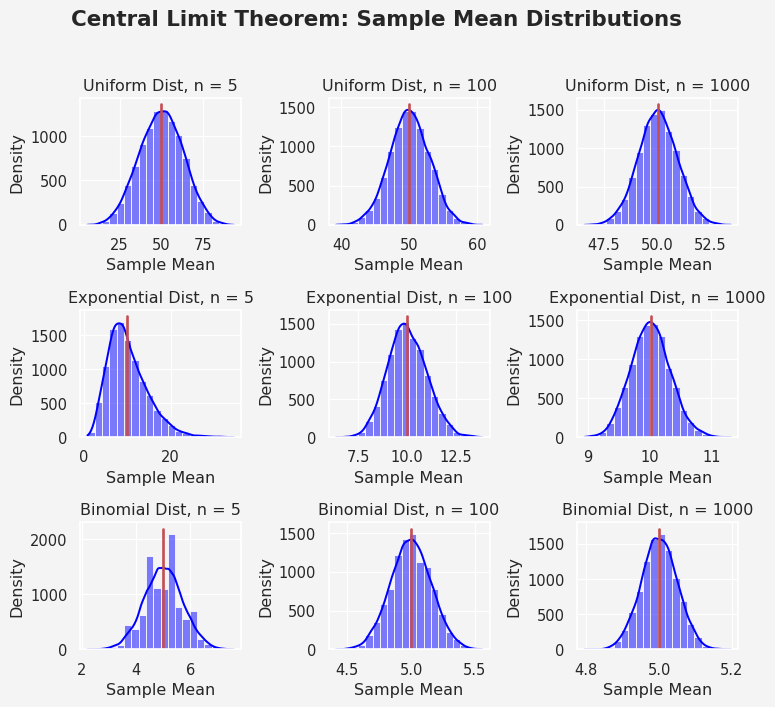 Central Limit Theorem: Sample Mean Distributions
Uniform Dist, n = 5
Uniform Dist, n = 100
Uniform Dist, n = 1000
Density
1000
500
0
25
50
75
Sample Mean
Density
1500
1000
500
0
40
50
60
Sample Mean
Density
1500
1000
500
0
47.5
50.0
52.5
Sample Mean
Exponential Dist, n = 5
Exponential Dist, n = 100
Exponential Dist, n = 1000
Density
1500
1000
500
0
0
20
Sample Mean
Density
1500
1000
500
0
7.5
10.0
12.5
Sample Mean
Density
1500
1000
500
0
9
10
11
Sample Mean
Binomial Dist, n = 5
Binomial Dist, n = 100
Binomial Dist, n = 1000
Density
2000
1000
0
2
4
6
Sample Mean
Density
1500
1000
500
0
4.5
5.0
5.5
Sample Mean
Density
1500
1000
500
0
4.8
5.0
5.2
Sample Mean